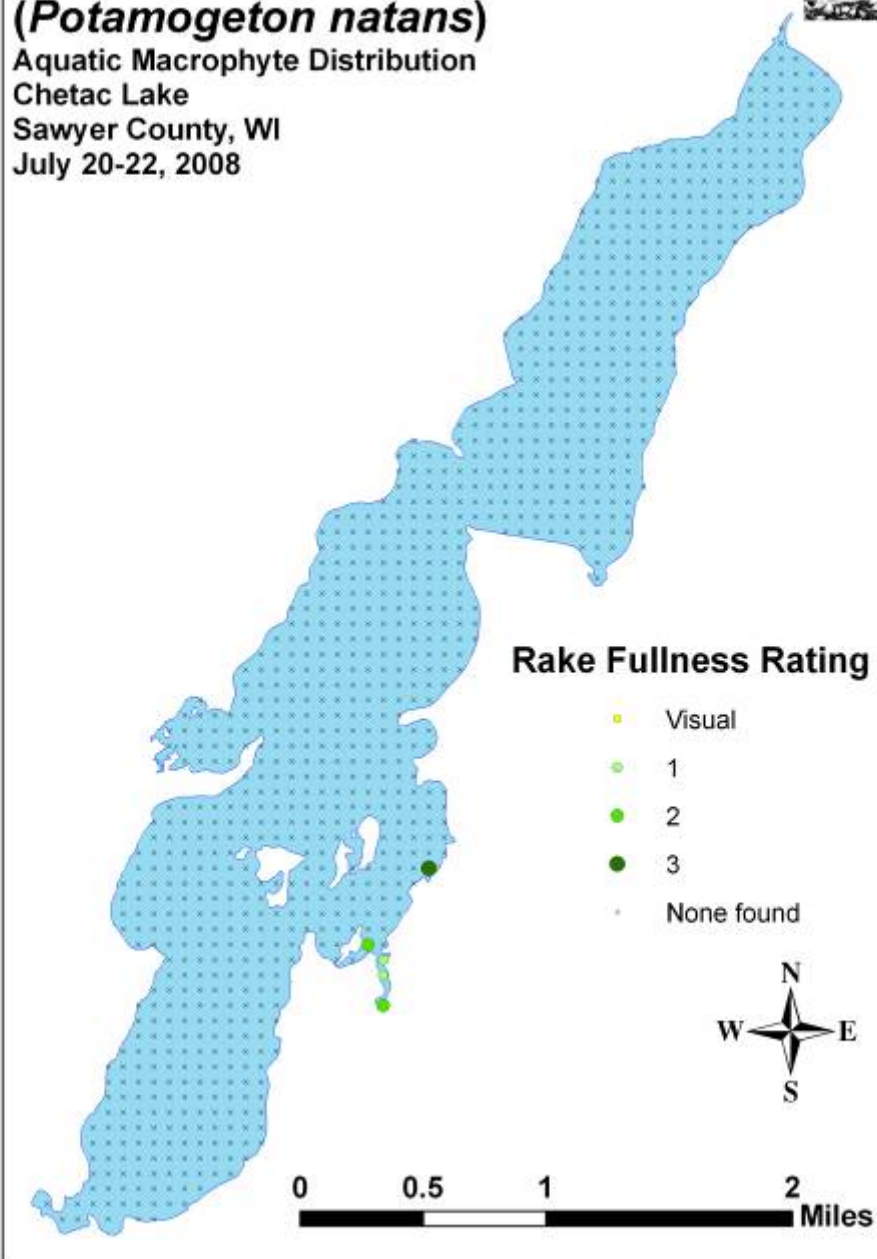 (Potamogeton natans)
Aquatic Macrophyte Distribution
Chetac Lake
Sawyer County, WI
July 20-22, 2008
Rake Fullness Rating
Visual
1
2
3
None found
N
W E
S
0 0.5 1 2
Miles